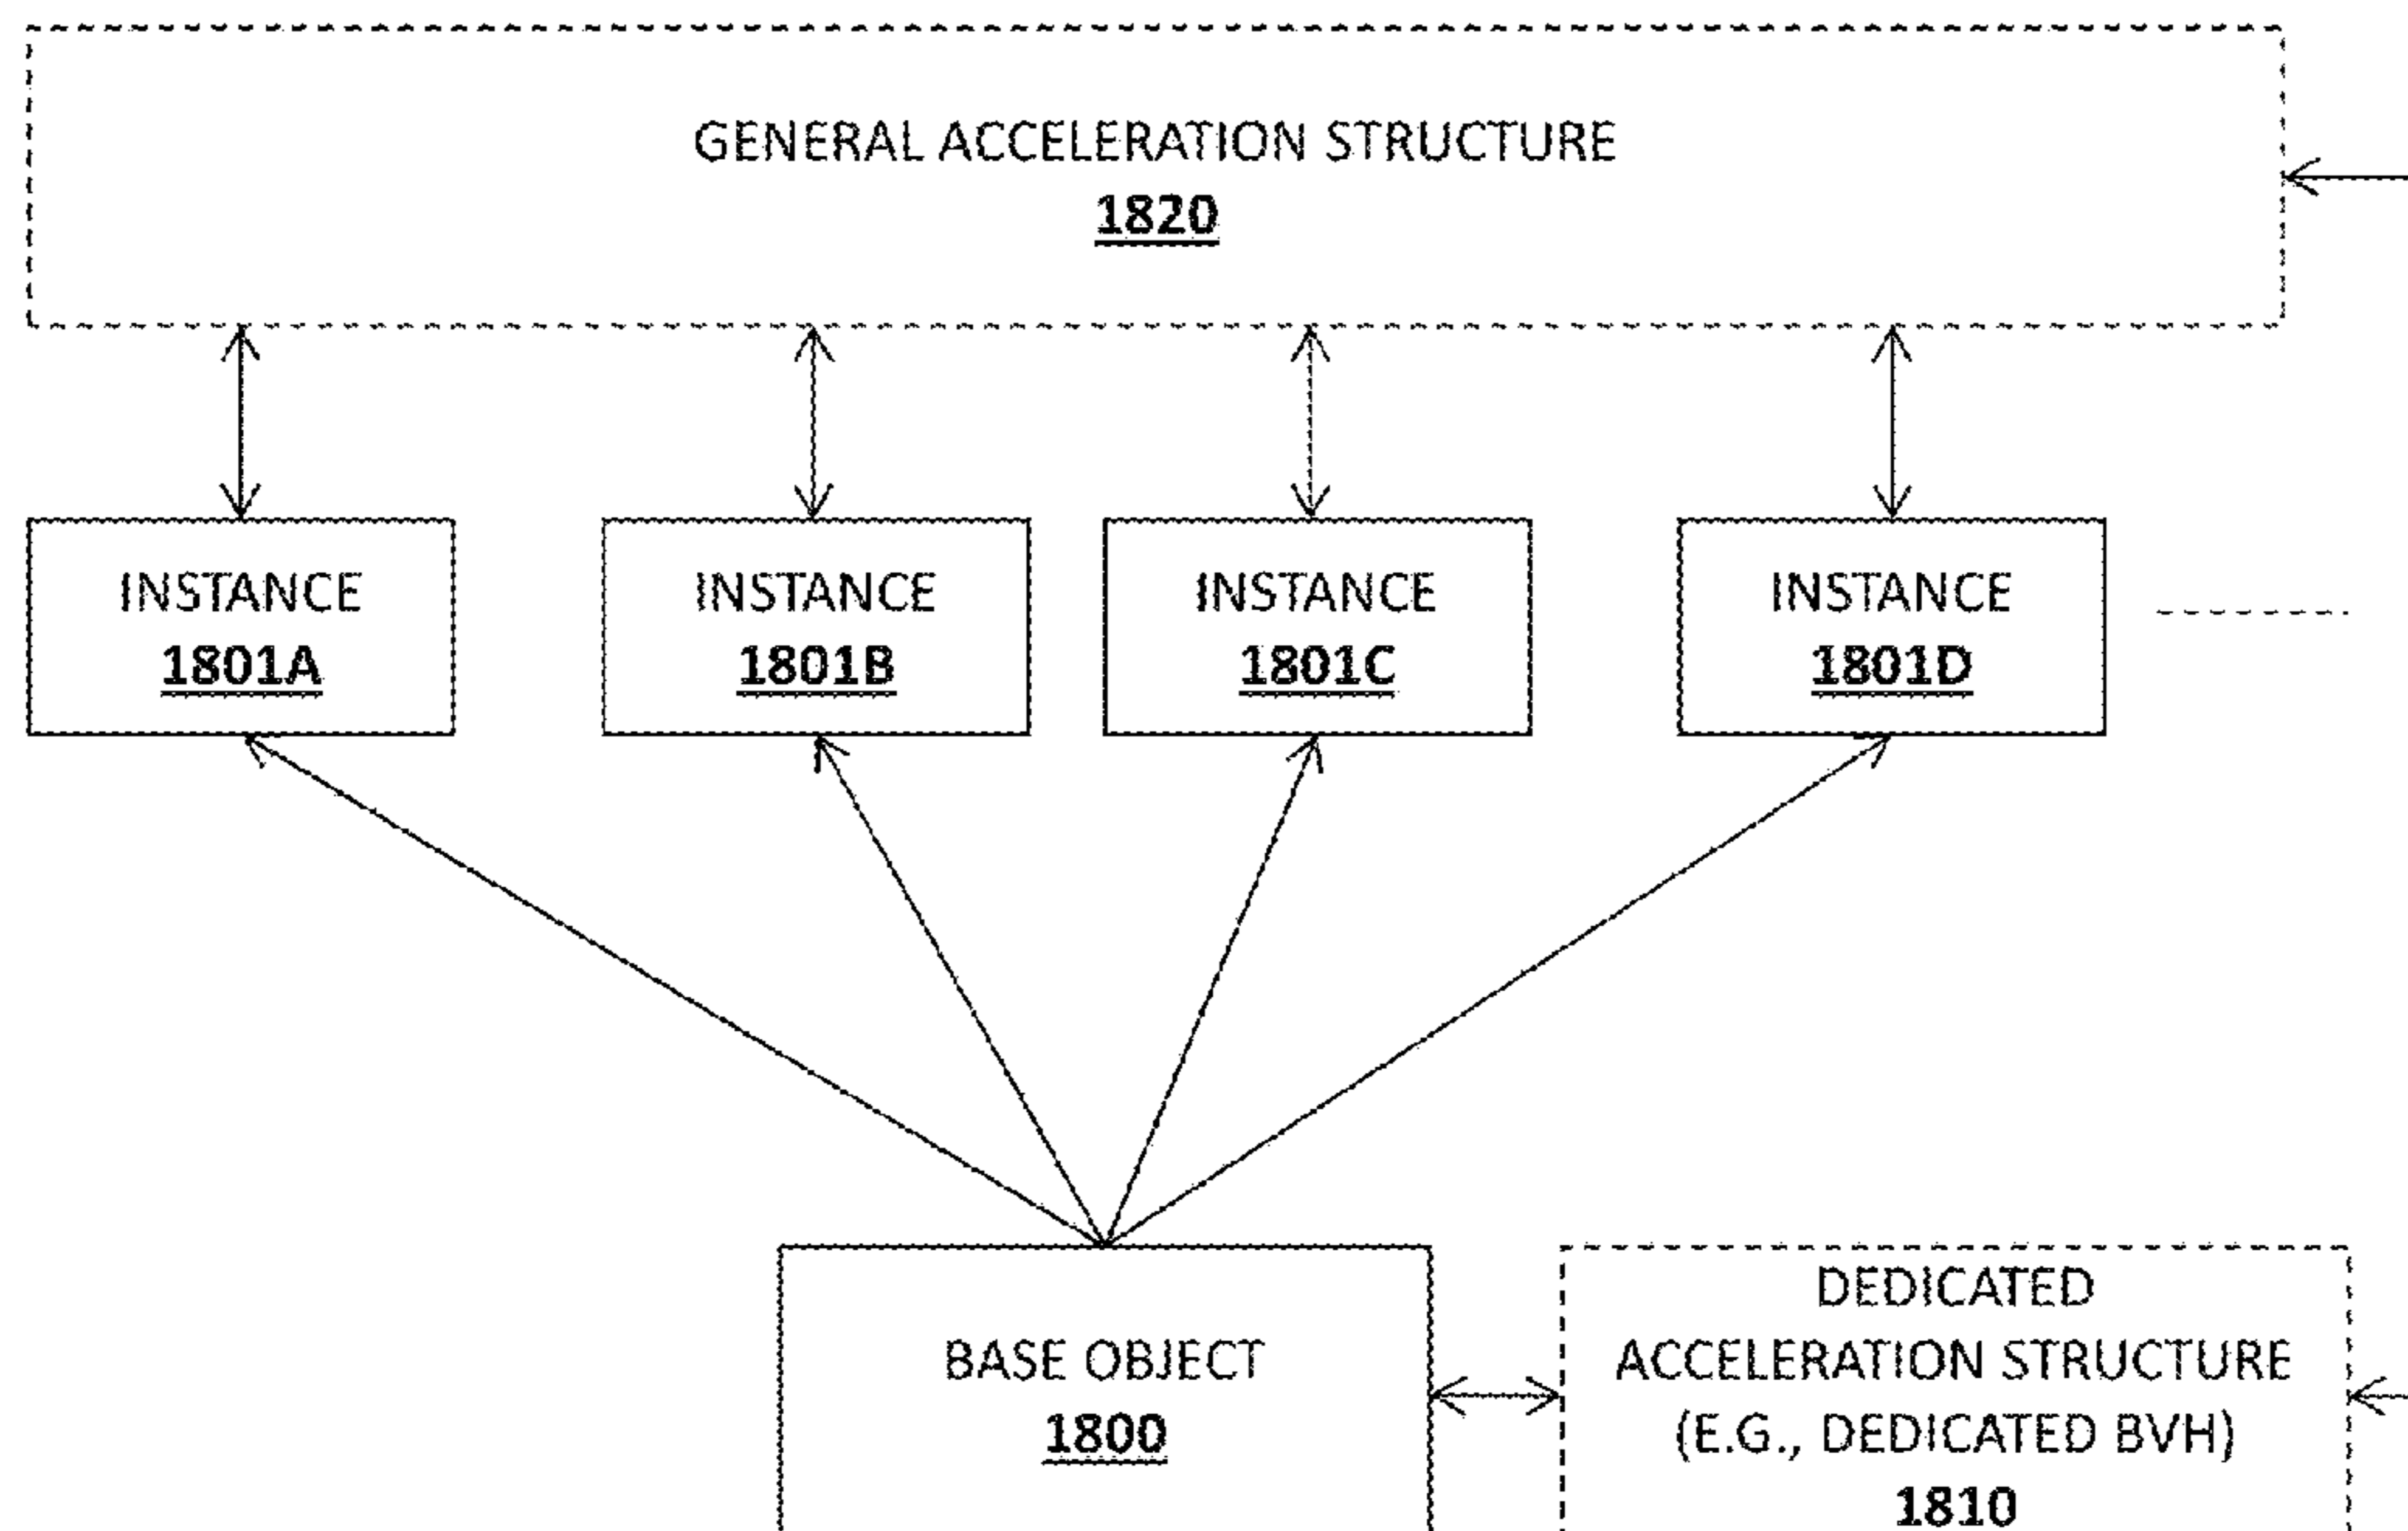 GENERAL ACCELERATION STRUCTURE
1820
INSTANCE
1801A
INSTANCE
1801B
INSTANCE
1801C
INSTANCE
1801D
BASE OBJECT
1800
DEDICATED
ACCELERATION STRUCTURE
(E.G., DEDICATED BVH)
1810